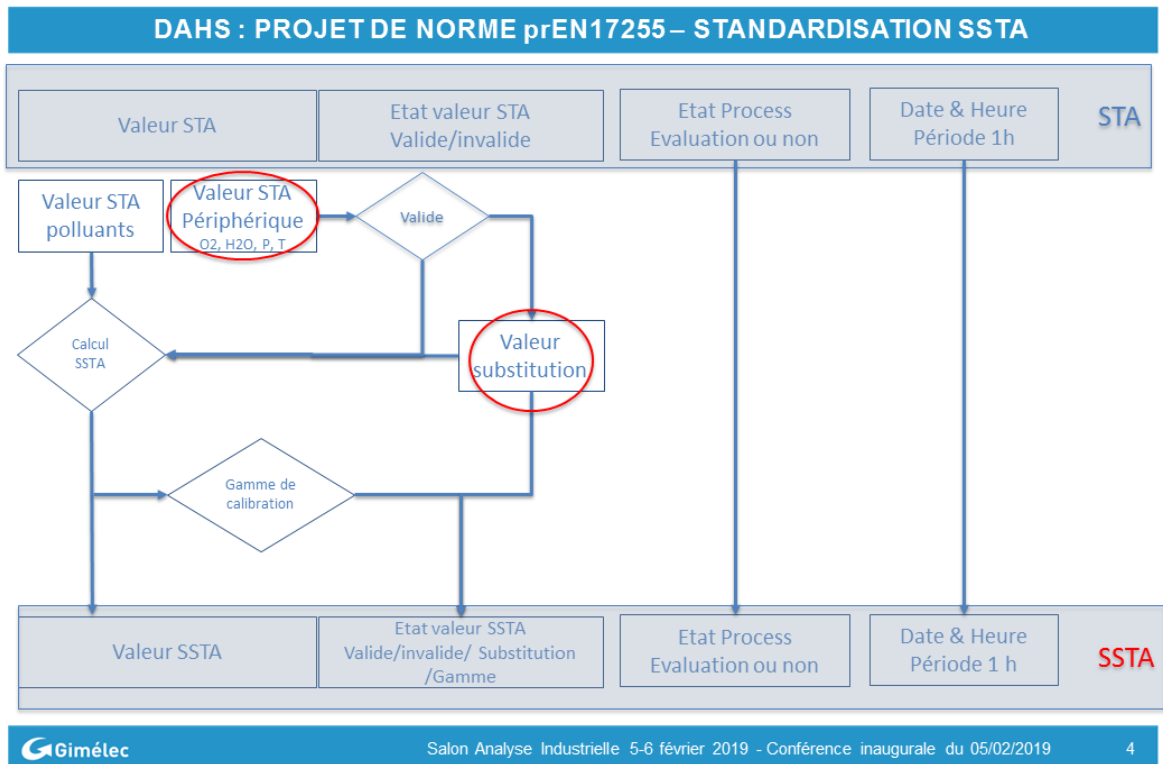 DAHS : PROJET DE NORME prEN17255 – STANDARDISATION SSTA
Valeur STA
Etat valeur STA
Valide/invalide
Etat Process
Evaluation ou non
Date & Heure
Période 1h
STA
Valeur STA
polluants
Valeur STA
Périphérique
O2, H2O, P, T
Valide
Calcul
SSTA
Valeur
substitution
Gamme de
calibration
Valeur SSTA
Etat valeur SSTA
Valide/invalide/ Substitution
/Gamme
Etat Process
Evaluation ou non
Date & Heure
Période 1 h
SSTA
Gimélec
Salon Analyse Industrielle 5-6 février 2019 - Conférence inaugurale du 05/02/2019
4